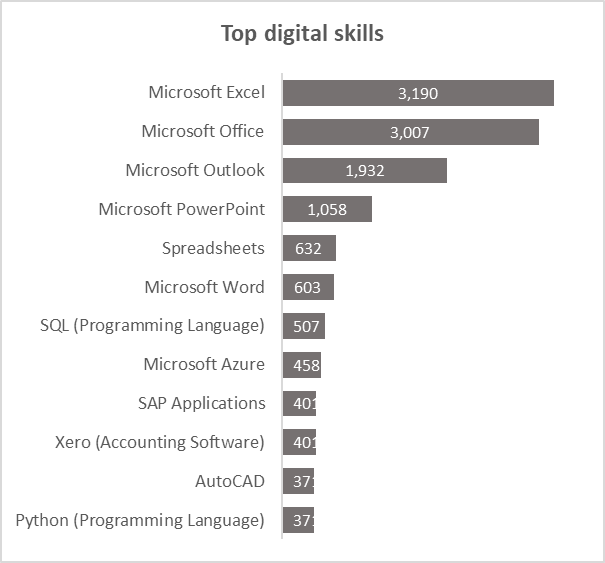 Top digital skills
Microsoft Excel 3,190
Microsoft Office 3,007
Microsoft Outlook 1,932
Microsoft PowerPoint 1,058
Spreadsheets 632
Microsoft Word 603
SQL (Programming Language) 507
Microsoft Azure 458
SAP Applications 401
Xero (Accounting Software) 401
AutoCAD 371
Python (Programming Language) 371